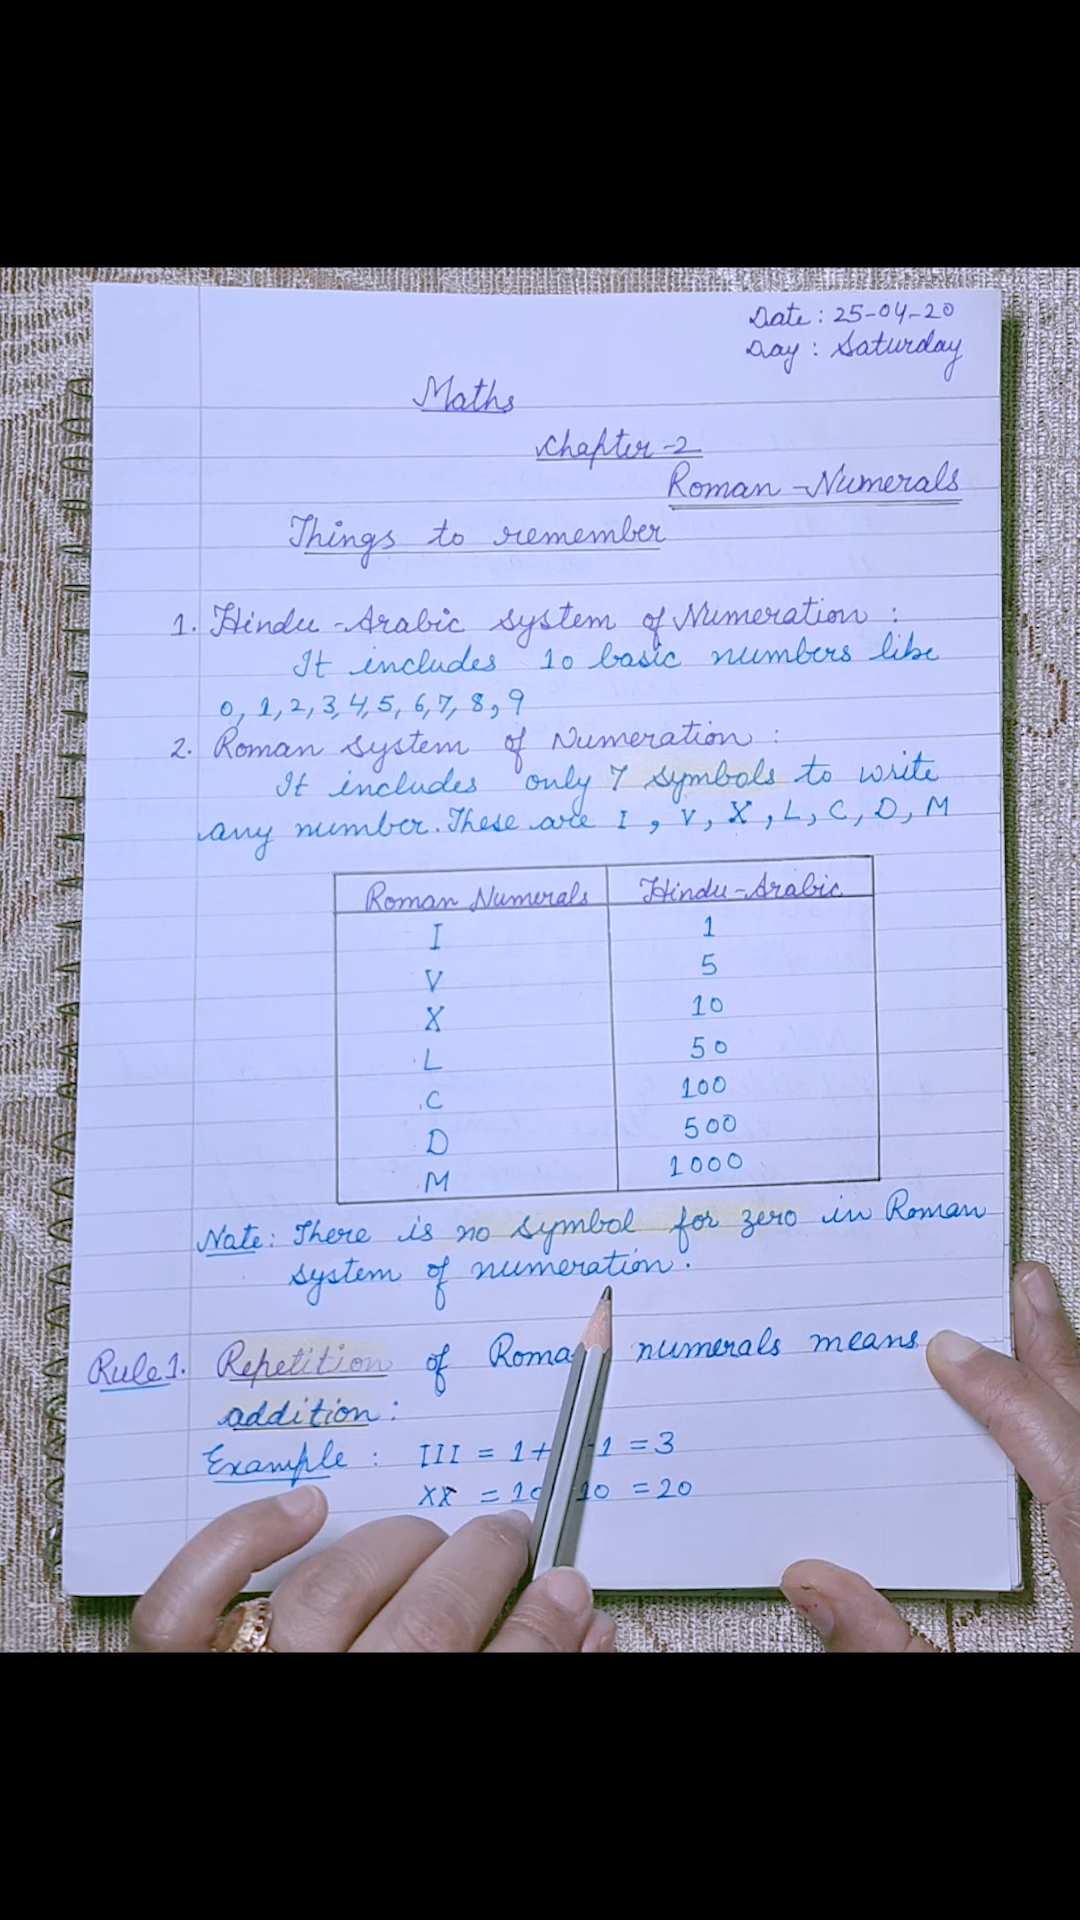 Date : 25-04-20
Day : Saturday
Maths
Chapter-2
Roman-Numerals
Things to remember
1. Hindu-Arabic system of Numeration :
It includes 10 basic numbers like
0, 1, 2, 3, 4, 5, 6, 7, 8, 9
2. Roman system of Numeration :
It includes only 7 symbols to write
any number. These are I, V, X, L, C, D, M
Roman Numerals Hindu-Arabic
I 1
V 5
X 10
L 50
C 100
D 500
M 1000
Note: There is no symbol for zero in Roman
system of numeration.
Rule 1. Repetition of Roma numerals means
addition :
Example : III = 1+ 1 = 3
XX = 10 10 = 20